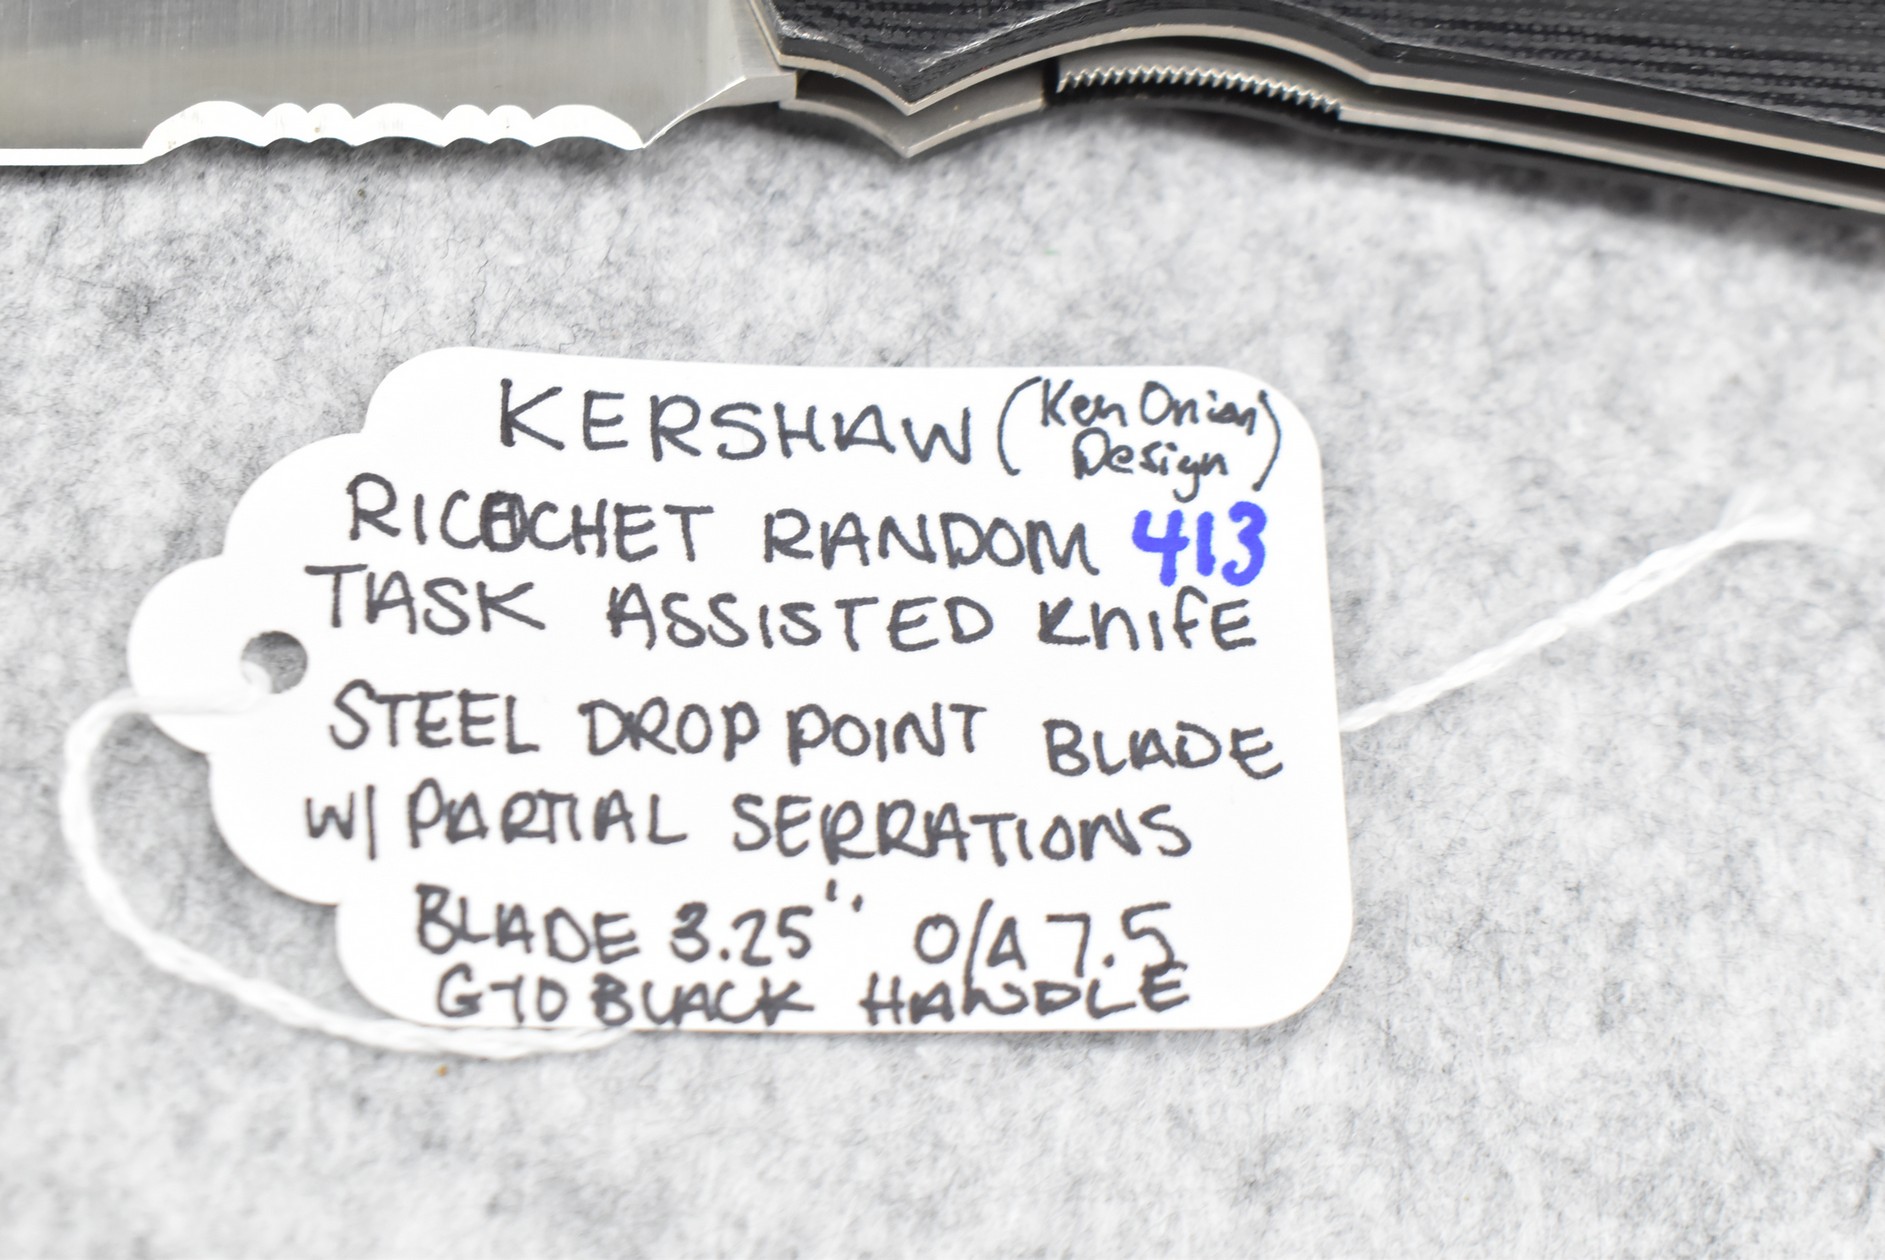 KERSHAW (Ken Onion Design)
RICOCHET RANDOM 413
TASK ASSISTED KNIFE
STEEL DROP POINT BLADE
W/ PARTIAL SERRATIONS
BLADE 3.25" O/A 7.5
G-10 BLACK HANDLE